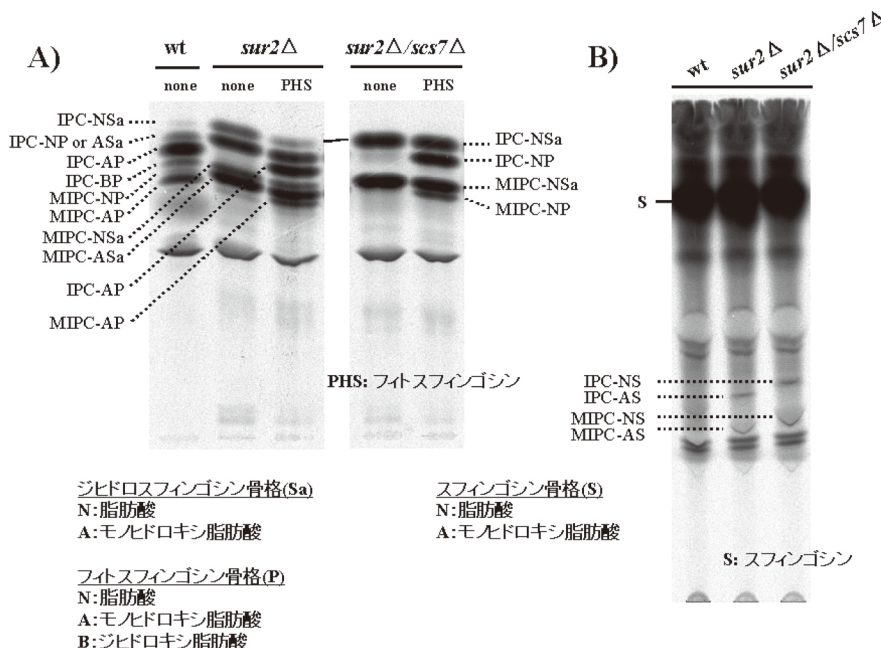 A)
wt
sur2Δ
sur2Δ/scs7Δ
none
none
PHS
none
PHS
IPC-NSa
IPC-NP or ASa
IPC-AP
IPC-BP
MIPC-NP
MIPC-AP
MIPC-NSa
MIPC-ASa
IPC-AP
MIPC-AP
IPC-NSa
IPC-NP
MIPC-NSa
MIPC-NP
PHS: フィトスフィンゴシン
B)
wt
sur2Δ
sur2Δ/scs7Δ
S
IPC-NS
IPC-AS
MIPC-NS
MIPC-AS
S: スフィンゴシン
ジヒドロスフィンゴシン骨格(Sa)
N:脂肪酸
A:モノヒドロキシ脂肪酸
フィトスフィンゴシン骨格(P)
N:脂肪酸
A:モノヒドロキシ脂肪酸
B:ジヒドロキシ脂肪酸
スフィンゴシン骨格(S)
N:脂肪酸
A:モノヒドロキシ脂肪酸